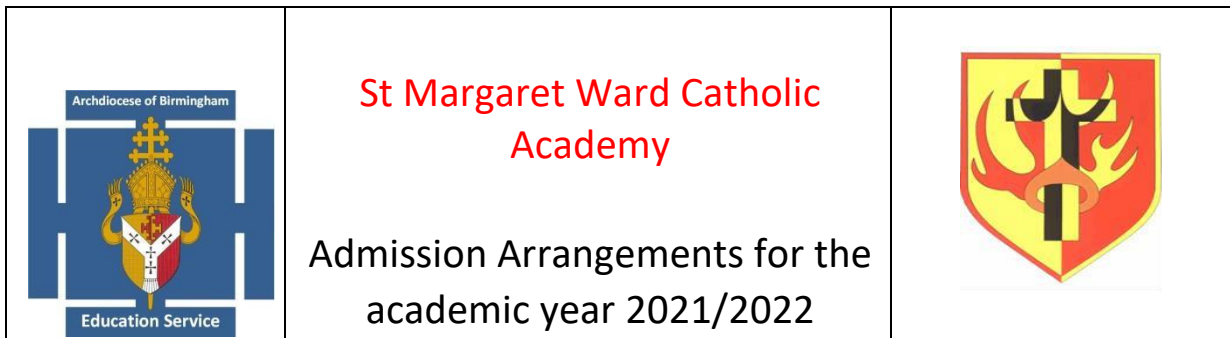 Archdiocese of Birmingham
Education Service
St Margaret Ward Catholic
Academy
Admission Arrangements for the
academic year 2021/2022